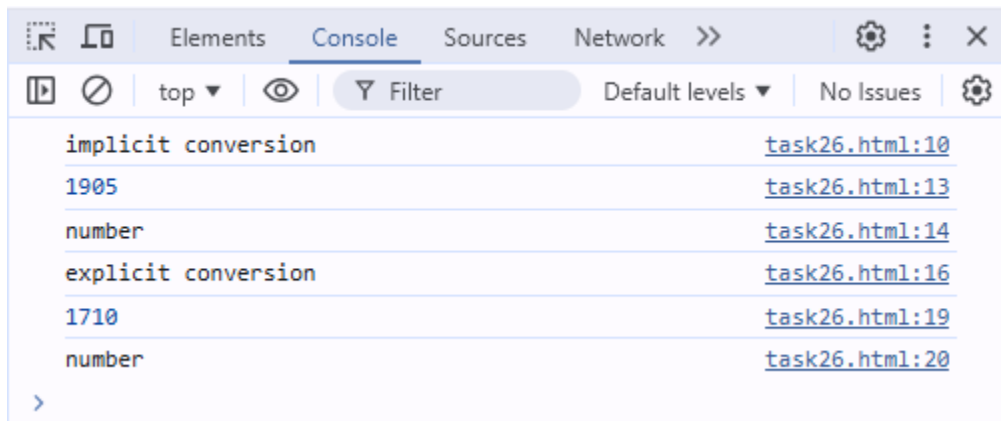 Elements Console Sources Network
top Filter Default levels No Issues
implicit conversion task26.html:10
1905 task26.html:13
number task26.html:14
explicit conversion task26.html:16
1710 task26.html:19
number task26.html:20